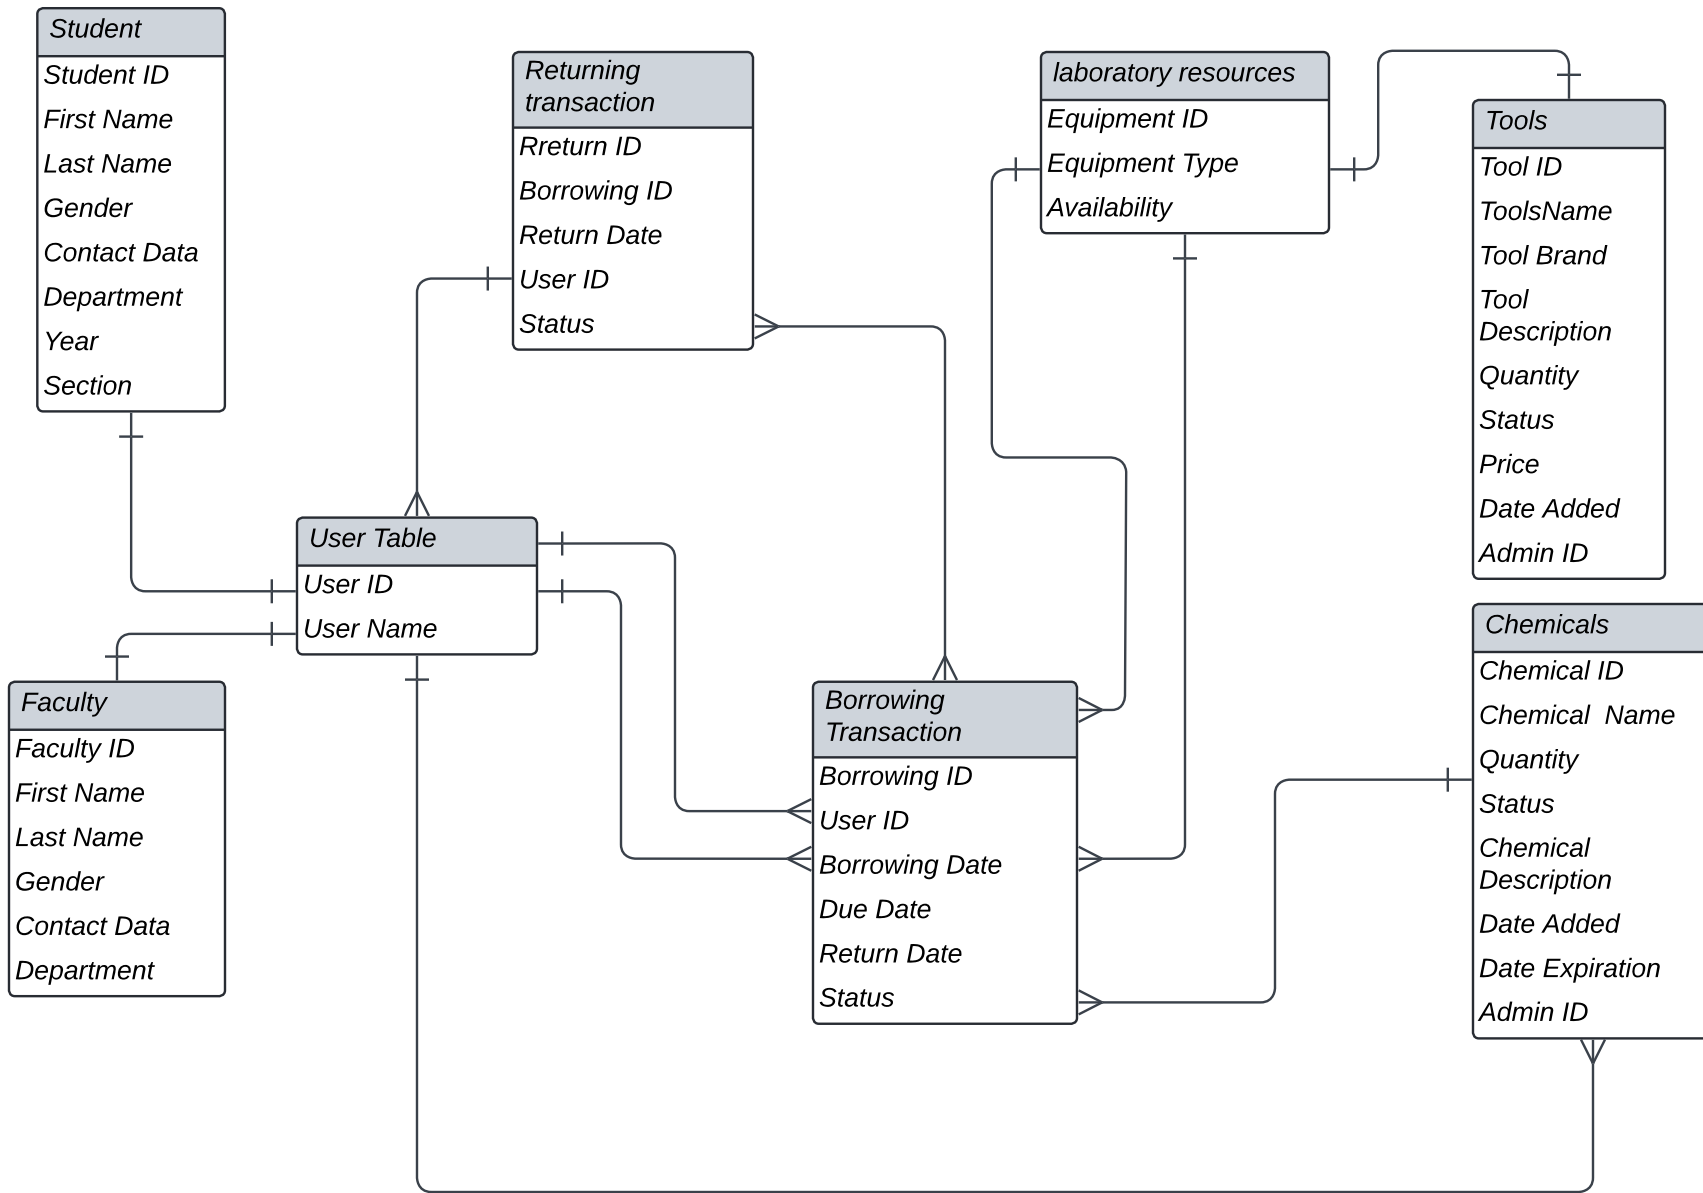 Student
Student ID
First Name
Last Name
Gender
Contact Data
Department
Year
Section
Returning
transaction
Rreturn ID
Borrowing ID
Return Date
User ID
Status
laboratory resources
Equipment ID
Equipment Type
Availability
Tools
Tool ID
ToolsName
Tool Brand
Tool
Description
Quantity
Status
Price
Date Added
Admin ID
User Table
User ID
User Name
Faculty
Faculty ID
First Name
Last Name
Gender
Contact Data
Department
Borrowing
Transaction
Borrowing ID
User ID
Borrowing Date
Due Date
Return Date
Status
Chemicals
Chemical ID
Chemical  Name
Quantity
Status
Chemical
Description
Date Added
Date Expiration
Admin ID